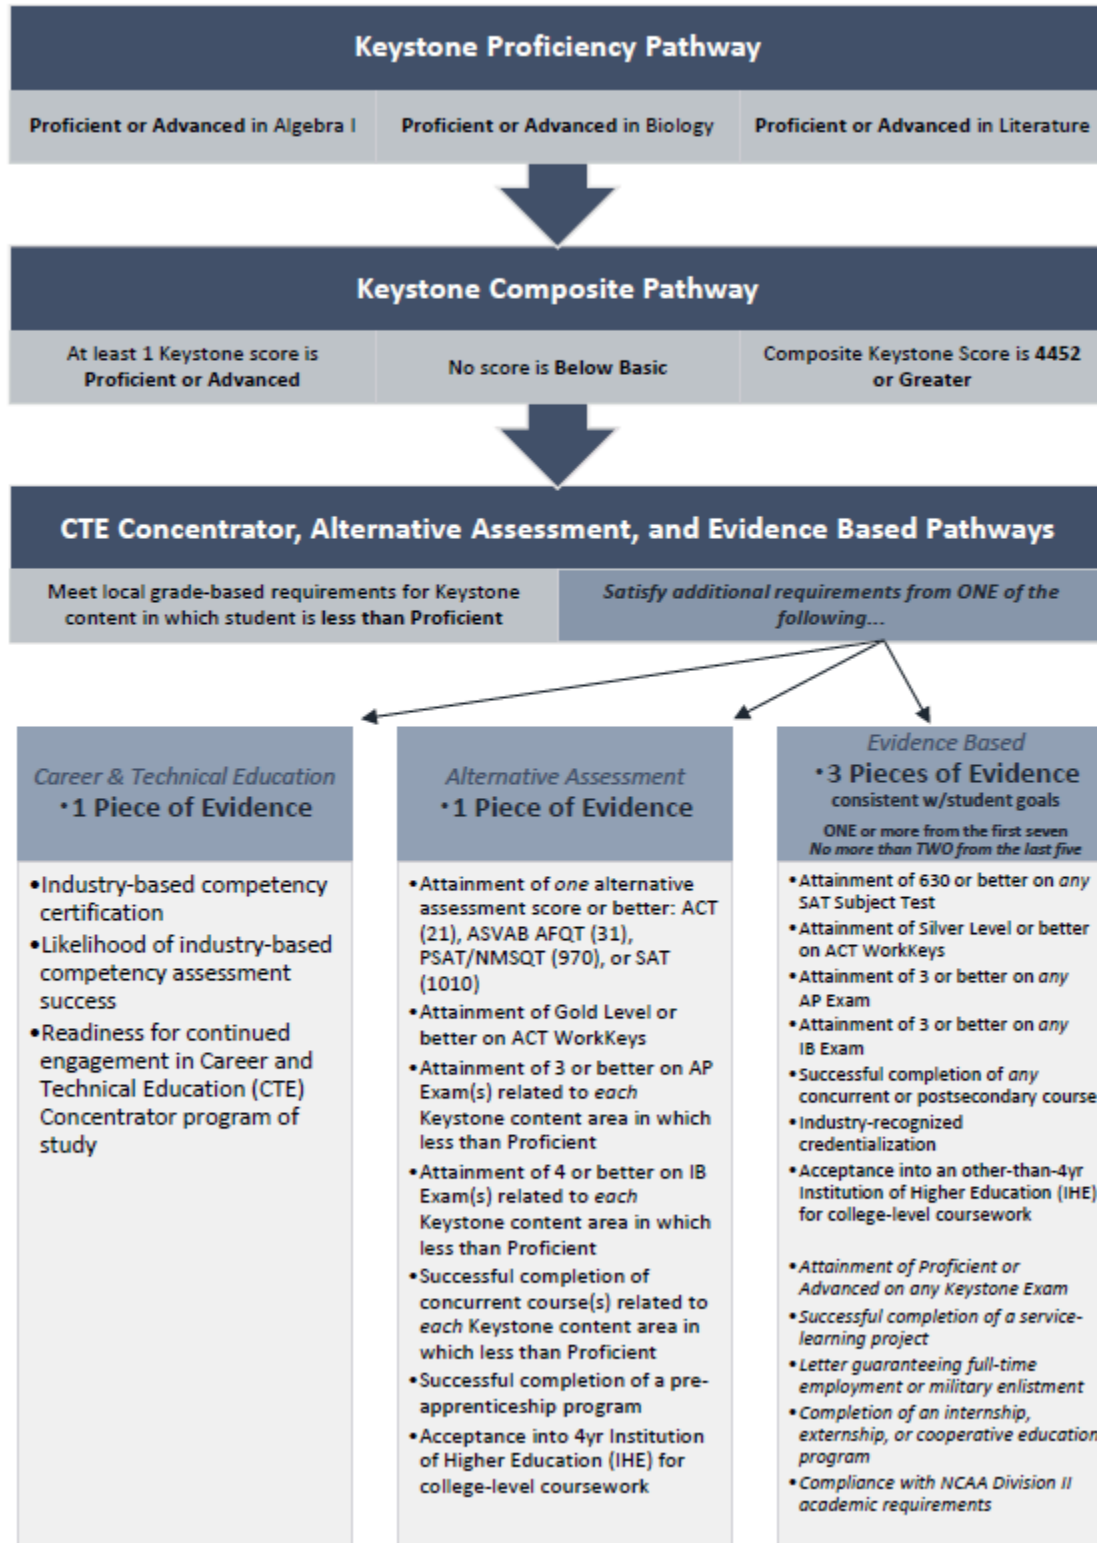 Keystone Proficiency Pathway
Proficient or Advanced in Algebra I
Proficient or Advanced in Biology
Proficient or Advanced in Literature
Keystone Composite Pathway
At least 1 Keystone score is
Proficient or Advanced
No score is Below Basic
Composite Keystone Score is 4452
or Greater
CTE Concentrator, Alternative Assessment, and Evidence Based Pathways
Meet local grade-based requirements for Keystone
content in which student is less than Proficient
Satisfy additional requirements from ONE of the
following...
Career & Technical Education
•1 Piece of Evidence
•Industry-based competency
certification
•Likelihood of industry-based
competency assessment
success
•Readiness for continued
engagement in Career and
Technical Education (CTE)
Concentrator program of
study
Alternative Assessment
•1 Piece of Evidence
•Attainment of one alternative
assessment score or better: ACT
(21), ASVAB AFQT (31),
PSAT/NMSQT (970), or SAT
(1010)
•Attainment of Gold Level or
better on ACT WorkKeys
•Attainment of 3 or better on AP
Exam(s) related to each
Keystone content area in which
less than Proficient
•Attainment of 4 or better on IB
Exam(s) related to each
Keystone content area in which
less than Proficient
•Successful completion of
concurrent course(s) related to
each Keystone content area in
which less than Proficient
•Successful completion of a pre-
apprenticeship program
•Acceptance into 4yr Institution
of Higher Education (IHE) for
college-level coursework
Evidence Based
•3 Pieces of Evidence
consistent w/student goals
ONE or more from the first seven
No more than TWO from the last five
•Attainment of 630 or better on any
SAT Subject Test
•Attainment of Silver Level or better
on ACT WorkKeys
•Attainment of 3 or better on any
AP Exam
•Attainment of 3 or better on any
IB Exam
•Successful completion of any
concurrent or postsecondary course
•Industry-recognized
credentialization
•Acceptance into an other-than-4yr
Institution of Higher Education (IHE)
for college-level coursework
•Attainment of Proficient or
Advanced on any Keystone Exam
•Successful completion of a service-
learning project
•Letter guaranteeing full-time
employment or military enlistment
•Completion of an internship,
externship, or cooperative education
program
•Compliance with NCAA Division II
academic requirements